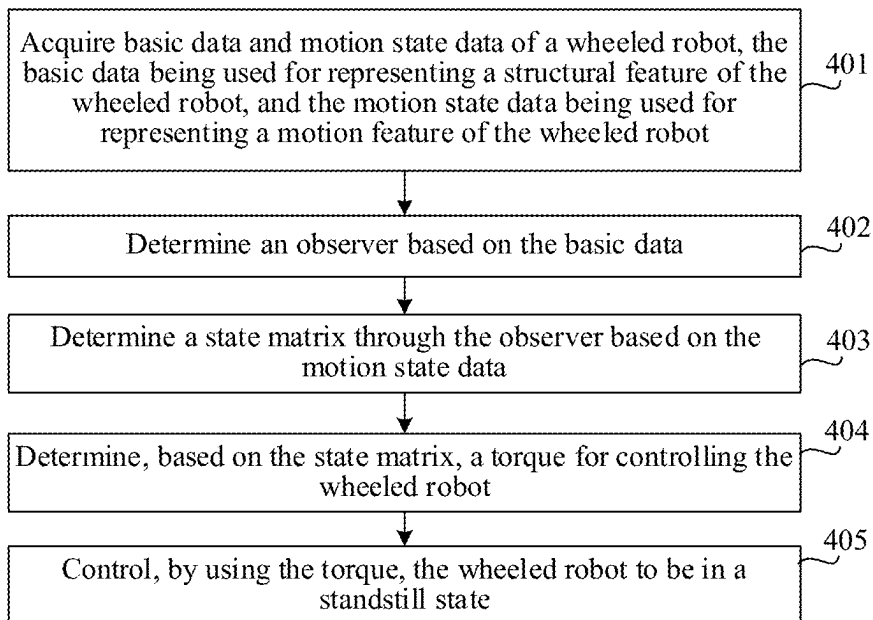 Acquire basic data and motion state data of a wheeled robot, the
basic data being used for representing a structural feature of the
wheeled robot, and the motion state data being used for
representing a motion feature of the wheeled robot
401
Determine an observer based on the basic data
402
Determine a state matrix through the observer based on the
motion state data
403
Determine, based on the state matrix, a torque for controlling the
wheeled robot
404
Control, by using the torque, the wheeled robot to be in a
standstill state
405